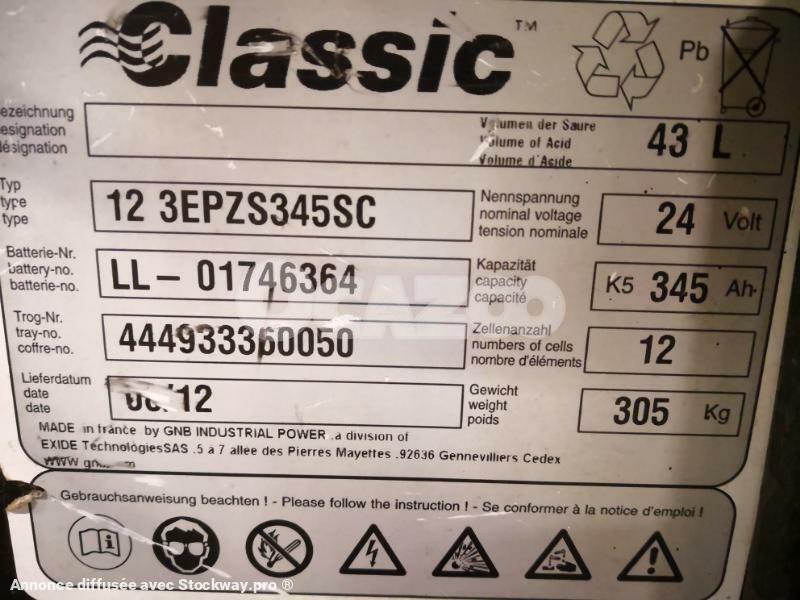 Classic ™
Pb
ezeichnung
esignation
désignation
Volumen der Saure
Volume of Acid
Volume d'Aside
43 L
Typ
type
type
12 3EPZS345SC
Nennspannung
nominal voltage
tension nominale
24 Volt
Batterie-Nr.
battery-no.
batterie-no.
LL- 01746364
Kapazität
capacity
capacité
K5 345 Ah.
Trog-Nr.
tray-no.
coffre-no.
444933360050
Zellenanzahl
numbers of cells
nombre d'éléments
12
Lieferdatum
date
date
/12
Gewicht
weight
poids
305 Kg
MADE in france by GNB INDUSTRIAL POWER .a division of
EXIDE TechnologiesSAS .5 à 7 allee des Pierres Mayettes .92636 Gennevilliers Cedex
WWW
Gebrauchsanweisung beachten ! - Please follow the instruction ! - Se conformer à la notice d'emploi !
Annonce diffusée avec Stockway.pro ®